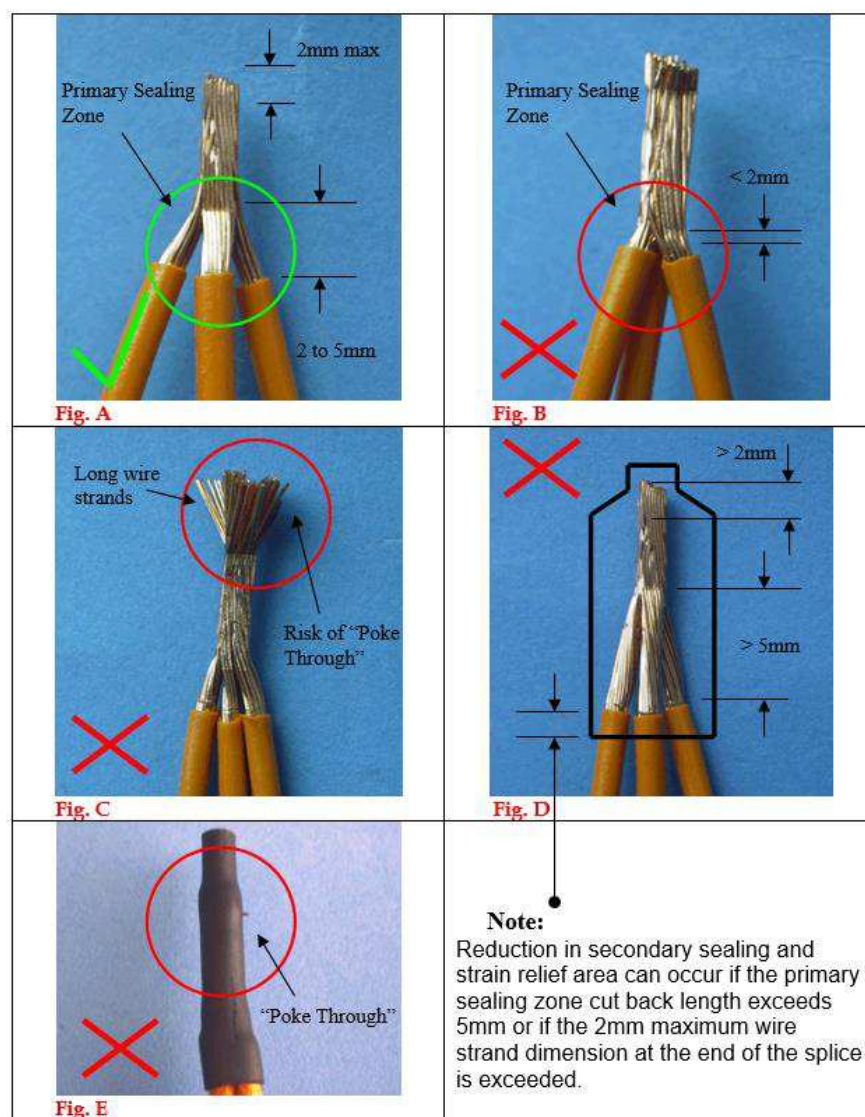 2mm max
Primary Sealing
Zone
2 to 5mm
Fig. A
Primary Sealing
Zone
< 2mm
Fig. B
Long wire
strands
Risk of “Poke
Through”
Fig. C
> 2mm
> 5mm
Fig. D
“Poke Through”
Fig. E
Note:
Reduction in secondary sealing and
strain relief area can occur if the primary
sealing zone cut back length exceeds
5mm or if the 2mm maximum wire
strand dimension at the end of the splice
is exceeded.